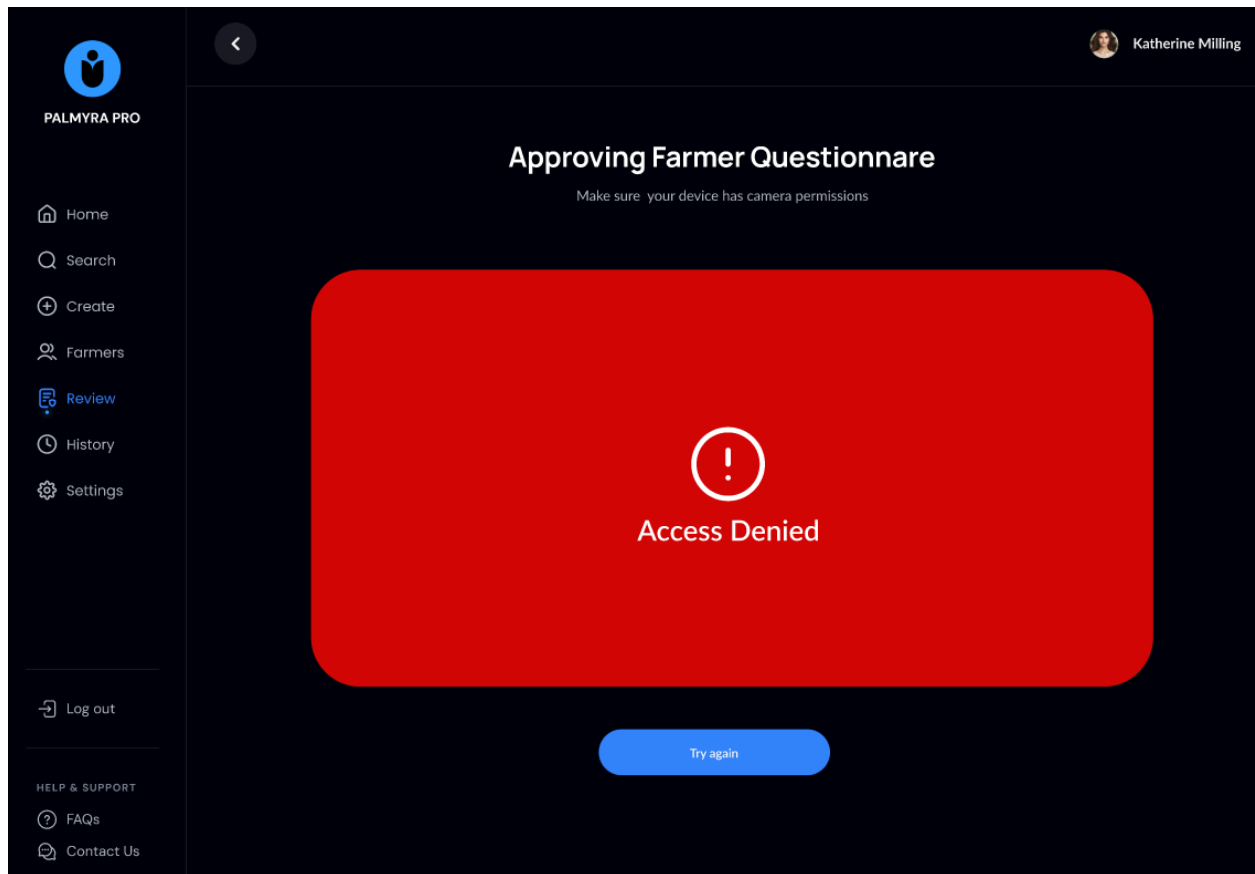 PALMYRA PRO
Home
Search
Create
Farmers
Review
History
Settings
Log out
HELP & SUPPORT
FAQs
Contact Us
Katherine Milling
Approving Farmer Questionnare
Make sure  your device has camera permissions
Access Denied
Try again